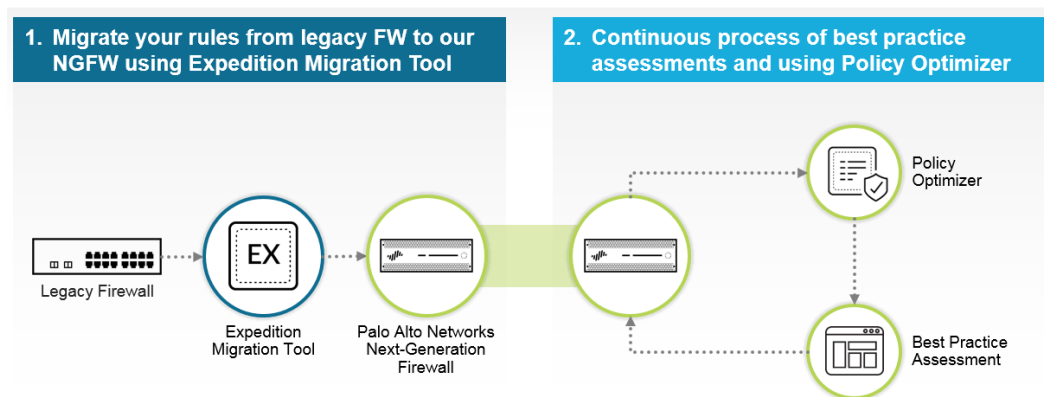 1. Migrate your rules from legacy FW to our
NGFW using Expedition Migration Tool
2. Continuous process of best practice
assessments and using Policy Optimizer
Policy
Optimizer
EX
Legacy Firewall
Expedition
Migration Tool
Palo Alto Networks
Next-Generation
Firewall
Best Practice
Assessment